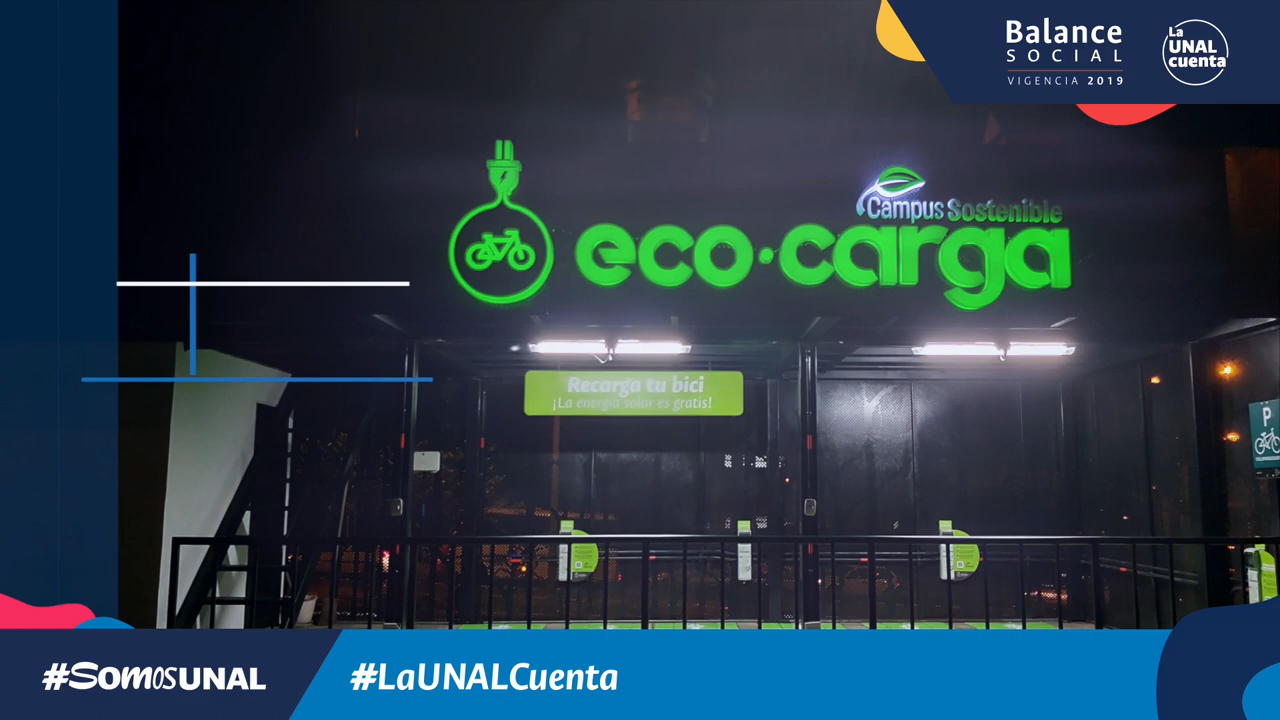 Balance
SOCIAL
VIGENCIA 2019
La
UNAL
cuenta
Campus Sostenible
eco·carga
Recarga tu bici
¡La energía solar es gratis!
P
#SomosUNAL
#LaUNALCuenta